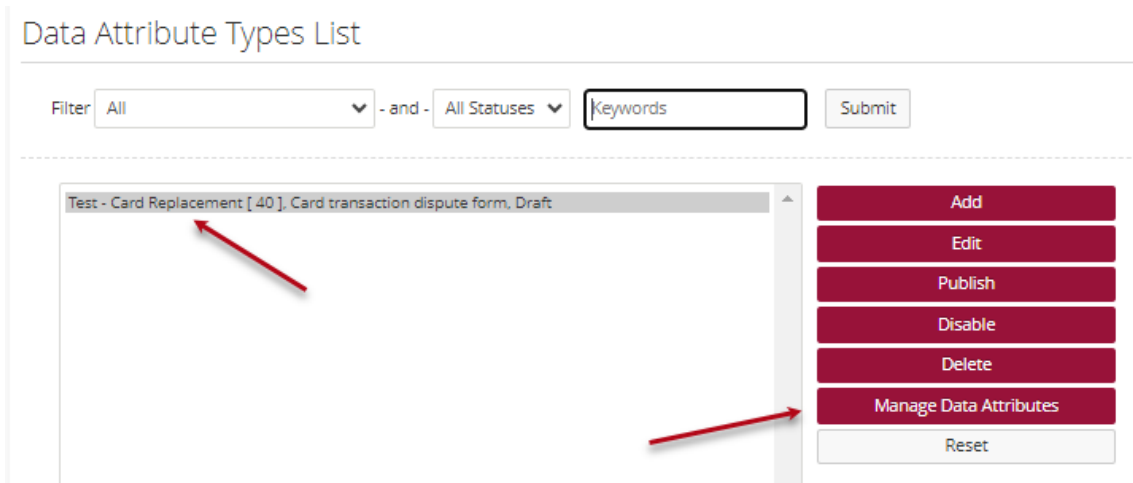 Data Attribute Types List
Filter All - and - All Statuses Keywords Submit
Test - Card Replacement [ 40 ], Card transaction dispute form, Draft
Add
Edit
Publish
Disable
Delete
Manage Data Attributes
Reset